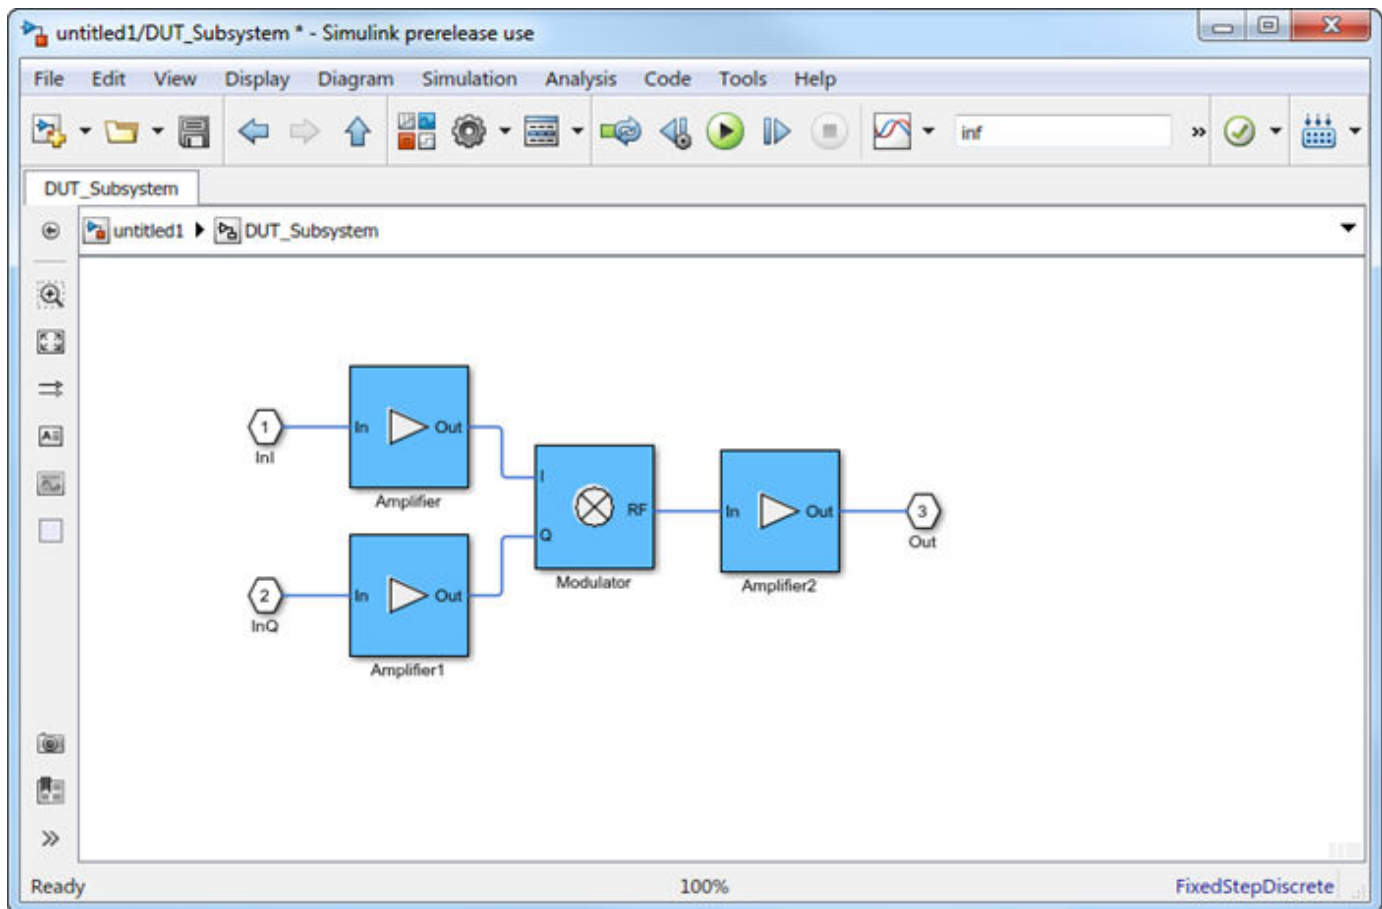 untitled1/DUT_Subsystem * - Simulink prerelease use
File Edit View Display Diagram Simulation Analysis Code Tools Help
inf
DUT_Subsystem
untitled1 DUT_Subsystem
1
InI
In Out
Amplifier
2
InQ
In Out
Amplifier1
I
Q
RF
Modulator
In Out
Amplifier2
3
Out
Ready 100% FixedStepDiscrete